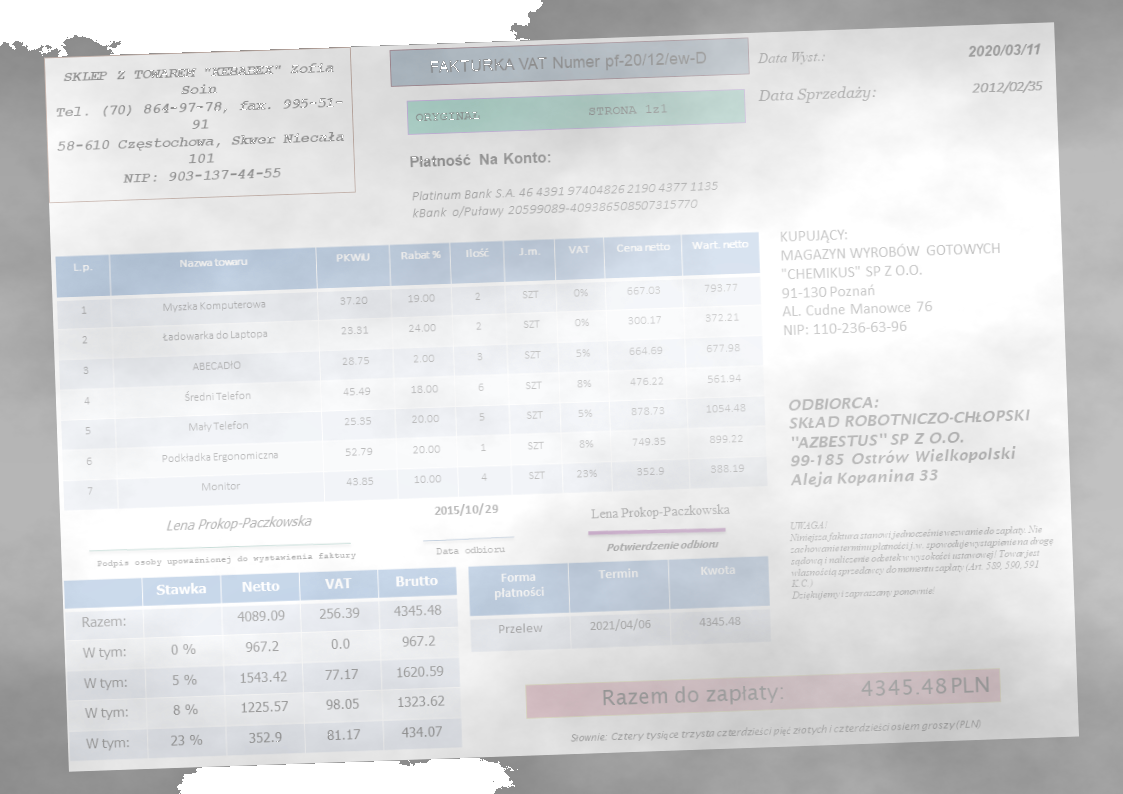 SKLEP Z TOWAREM "KEMADEX" Zofia
Soin
Tel. (70) 864-97-78, fax. 995-51-
91
58-610 Częstochowa, Skwer Niecała
101
NIP: 903-137-44-55
FAKTURKA VAT Numer pf-20/12/ew-D
ORYGINAL STRONA 1z1
Data Wyst.: 2020/03/11
Data Sprzedaży: 2012/02/35
Płatność Na Konto:
Platinum Bank S.A. 46 4391 97404826 2190 4377 1135
kBank o/Puławy 20599089-409386508507315770
KUPUJĄCY:
MAGAZYN WYROBÓW GOTOWYCH
"CHEMIKUS" SP Z O.O.
91-130 Poznań
AL. Cudne Manowce 76
NIP: 110-236-63-96
L.p. Nazwa towaru PKWiU Rabat % Ilość J.m. VAT Cena netto Wart. netto
1 Myszka Komputerowa 37.20 19.00 2 SZT 0% 667.03 793.77
2 Ładowarka do Laptopa 23.31 24.00 2 SZT 0% 300.17 372.21
3 ABECADŁO 28.75 2.00 3 SZT 5% 664.69 677.98
4 Średni Telefon 45.49 18.00 6 SZT 8% 476.22 561.94
5 Mały Telefon 25.35 20.00 5 SZT 5% 878.73 1054.48
6 Podkładka Ergonomiczna 52.79 20.00 1 SZT 8% 749.35 899.22
7 Monitor 43.85 10.00 4 SZT 23% 352.9 388.19
ODBIORCA:
SKŁAD ROBOTNICZO-CHŁOPSKI
"AZBESTUS" SP Z O.O.
99-185 Ostrów Wielkopolski
Aleja Kopanina 33
Lena Prokop-Paczkowska
Podpis osoby upoważnionej do wystawienia faktury
2015/10/29
Data odbioru
Lena Prokop-Paczkowska
Potwierdzenie odbioru
UWAGA:
Niniejsza faktura stanowi jednocześnie wezwanie do zapłaty. Nie
zachowanie terminu płatności j.w. spowoduje wystąpienie na drogę
sądową i naliczenie odsetek w wysokości ustawowej! Towar jest
własnością sprzedawcy do momentu zapłaty (Art. 589, 590, 591
K.C.)
Dziękujemy i zapraszamy ponownie!
Stawka Netto VAT Brutto
Razem: 4089.09 256.39 4345.48
W tym: 0 % 967.2 0.0 967.2
W tym: 5 % 1543.42 77.17 1620.59
W tym: 8 % 1225.57 98.05 1323.62
W tym: 23 % 352.9 81.17 434.07
Forma płatności Termin Kwota
Przelew 2021/04/06 4345.48
Razem do zapłaty: 4345.48 PLN
Słownie: Cztery tysiące trzysta czterdzieści pięć złotych i czterdzieści osiem groszy (PLN)